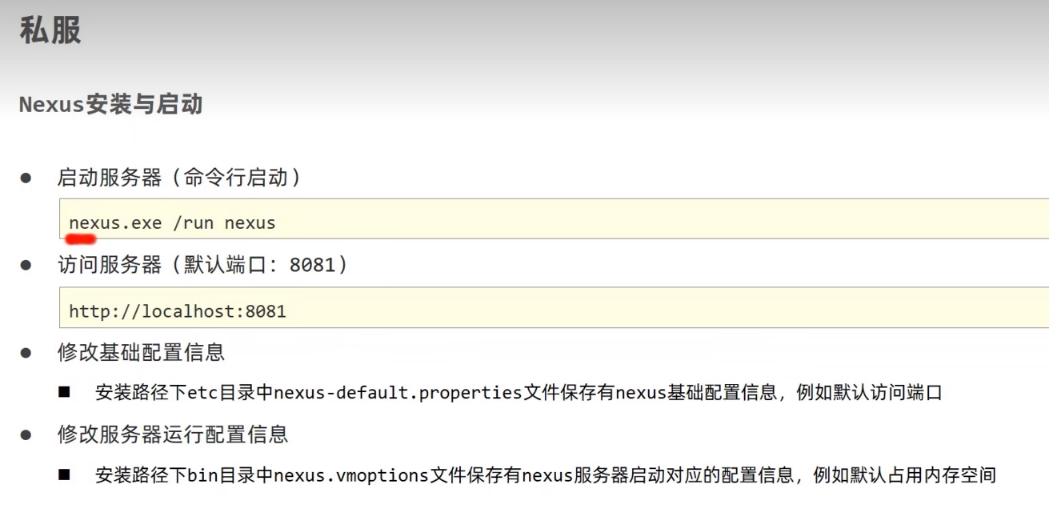 私服
Nexus安装与启动
● 启动服务器（命令行启动）
nexus.exe /run nexus
● 访问服务器（默认端口：8081）
http://localhost:8081
● 修改基础配置信息
■ 安装路径下etc目录中nexus-default.properties文件保存有nexus基础配置信息，例如默认访问端口
● 修改服务器运行配置信息
■ 安装路径下bin目录中nexus.vmoptions文件保存有nexus服务器启动对应的配置信息，例如默认占用内存空间